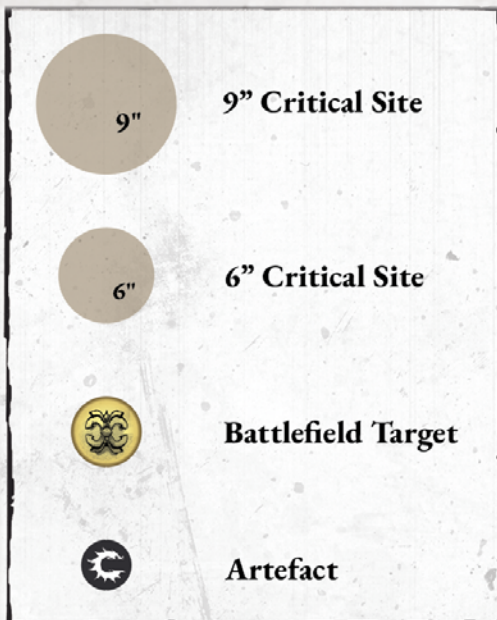 9" 9” Critical Site
6" 6” Critical Site
Battlefield Target
Artefact